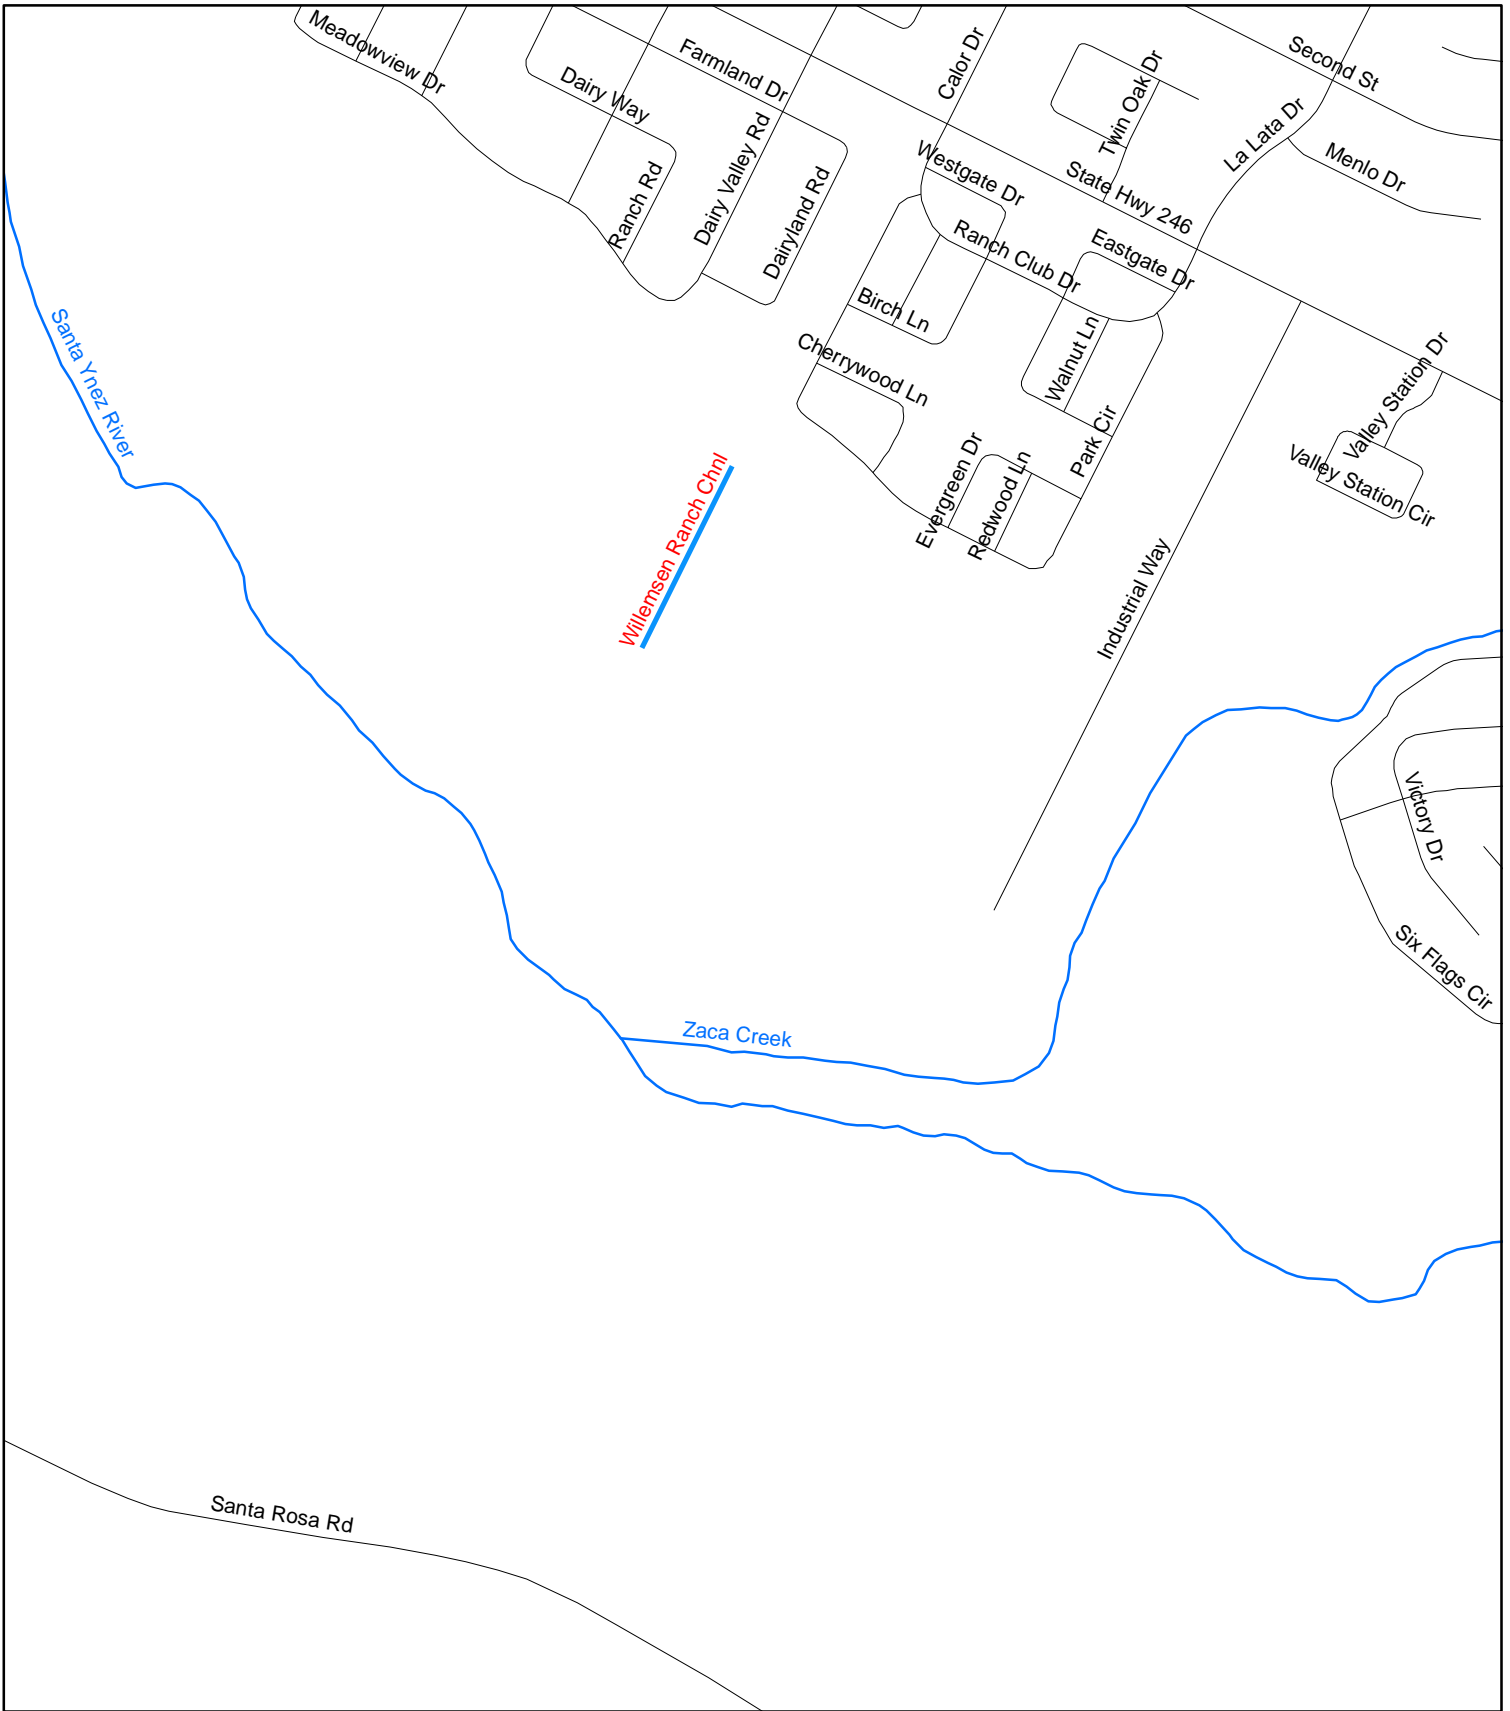 Meadowview Dr
Farmland Dr
Dairy Way
Calor Dr
Twin Oak Dr
Second St
La Lata Dr
Menlo Dr
Ranch Rd
Dairy Valley Rd
Dairyland Rd
Westgate Dr
State Hwy 246
Ranch Club Dr
Eastgate Dr
Birch Ln
Cherrywood Ln
Walnut Ln
Park Cir
Valley Station Dr
Valley Station Cir
Evergreen Dr
Redwood Ln
Santa Ynez River
Willemsen Ranch Chnl
Industrial Way
Victory Dr
Six Flags Cir
Zaca Creek
Santa Rosa Rd